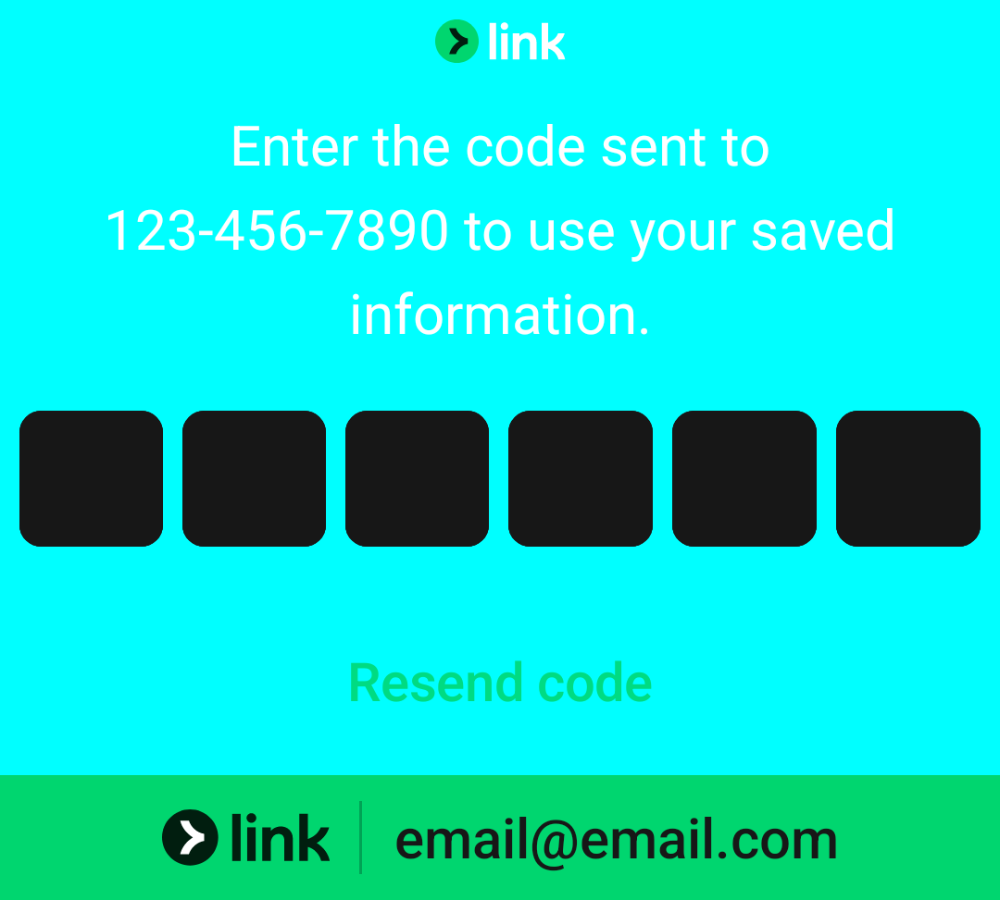 link
Enter the code sent to
123-456-7890 to use your saved
information.
Resend code
link email@email.com